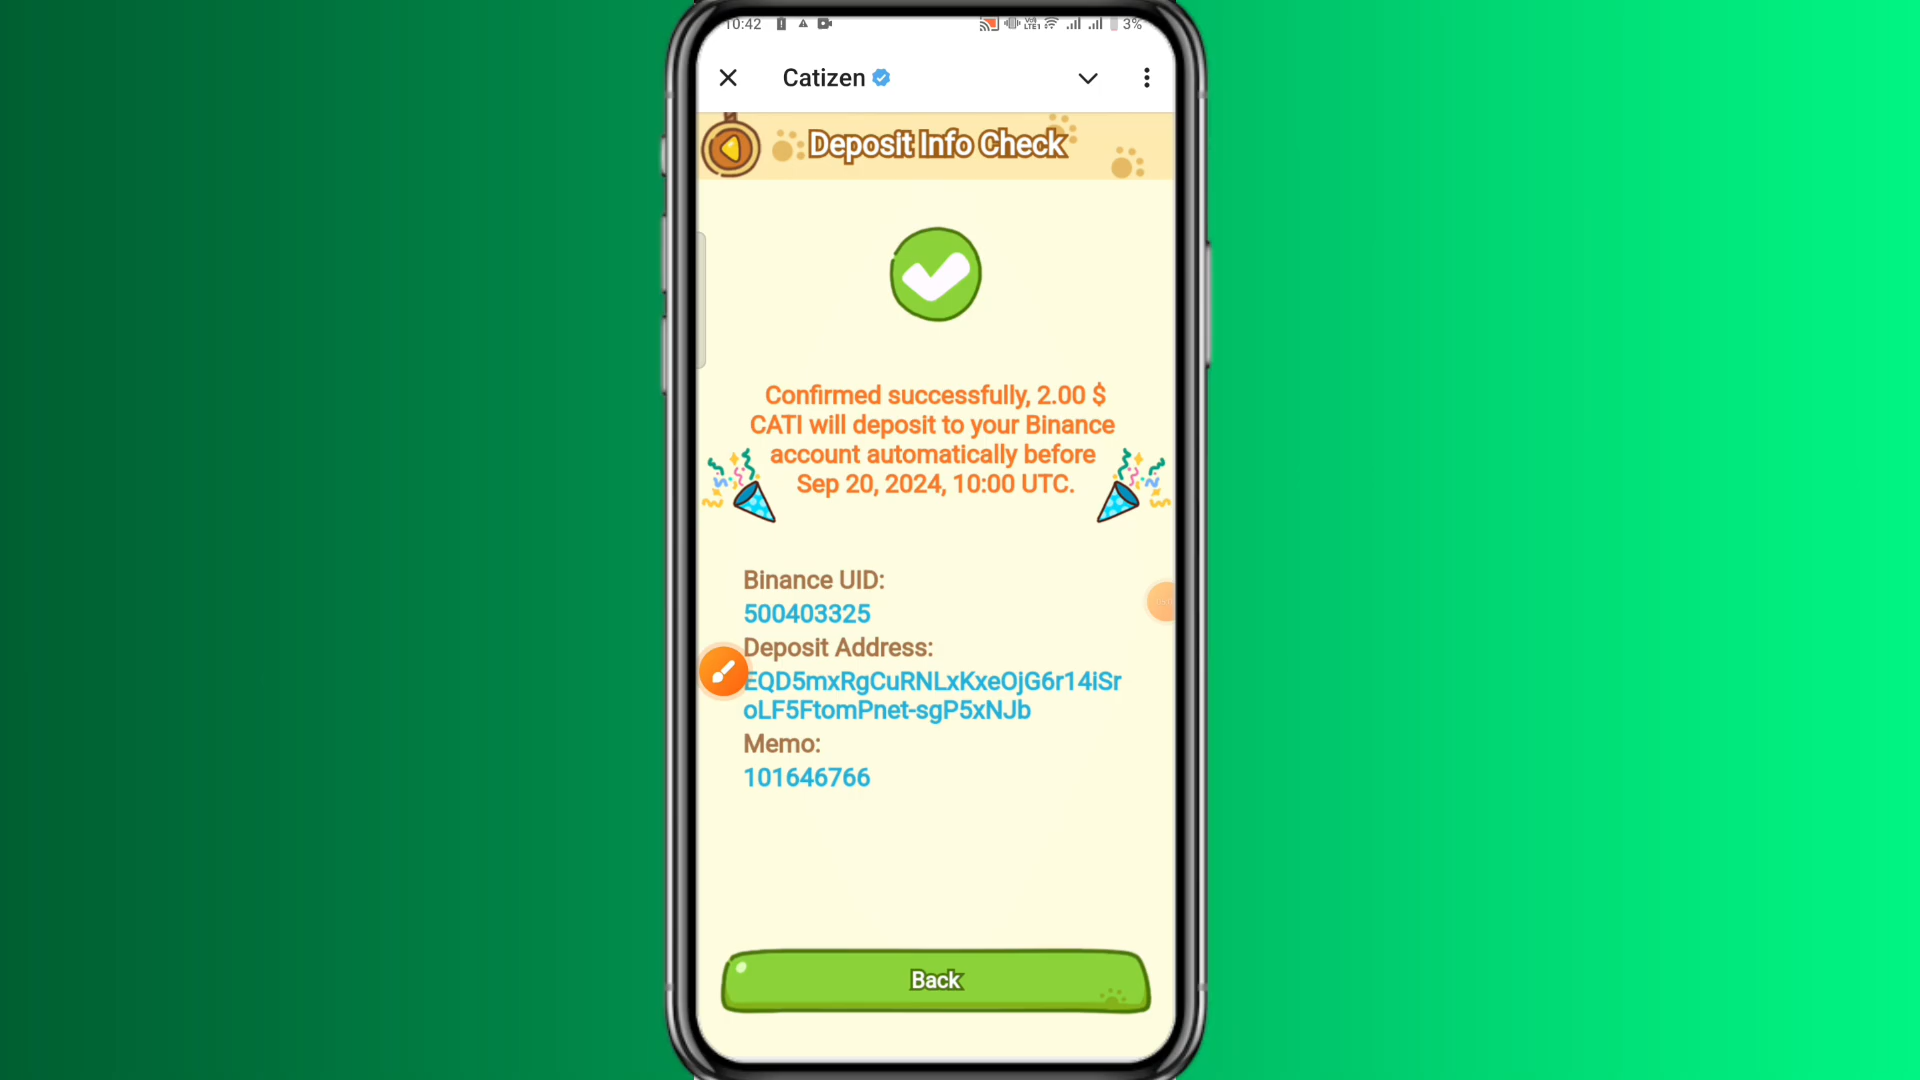 10:42 3%
Catizen
Deposit Info Check
Confirmed successfully, 2.00 $
CATI will deposit to your Binance
account automatically before
Sep 20, 2024, 10:00 UTC.
Binance UID:
500403325
Deposit Address:
EQD5mxRgCuRNLxKxeOjG6r14iSr
oLF5FtomPnet-sgP5xNJb
Memo:
101646766
Back